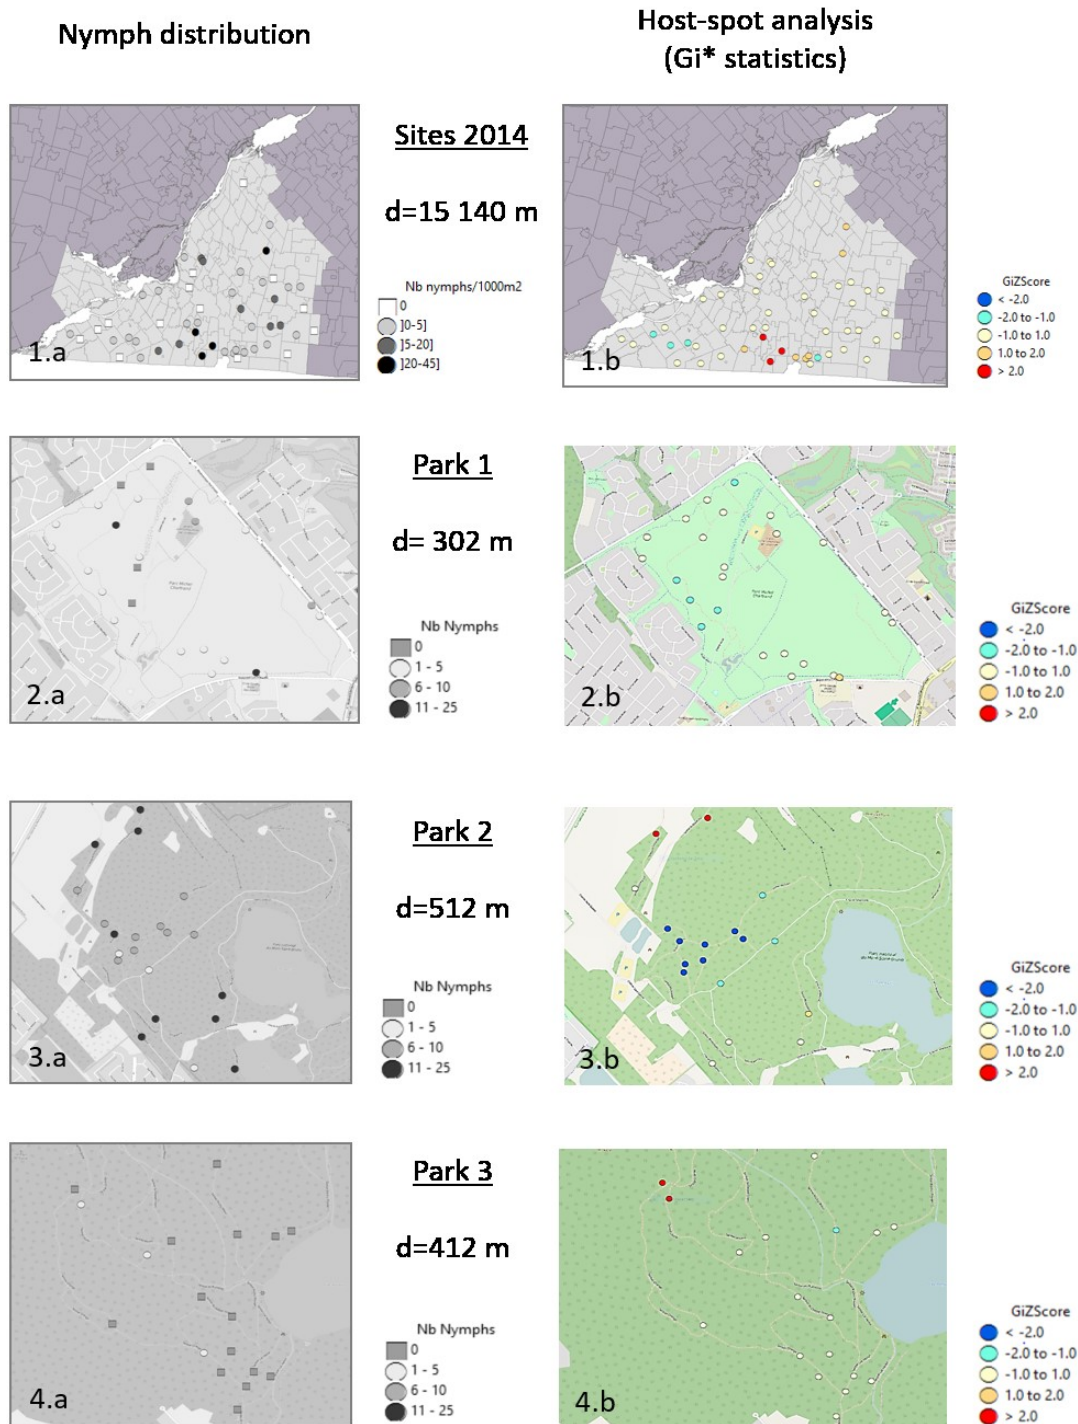 Nymph distribution
Host-spot analysis
(Gi* statistics)
Sites 2014
d=15 140 m
Nb nymphs/1000m2
0
]0-5]
]5-20]
]20-45]
1.a
GiZScore
< -2.0
-2.0 to -1.0
-1.0 to 1.0
1.0 to 2.0
> 2.0
1.b
Park 1
d= 302 m
Nb Nymphs
0
1 - 5
6 - 10
11 - 25
2.a
GiZScore
< -2.0
-2.0 to -1.0
-1.0 to 1.0
1.0 to 2.0
> 2.0
2.b
Park 2
d=512 m
Nb Nymphs
0
1 - 5
6 - 10
11 - 25
3.a
GiZScore
< -2.0
-2.0 to -1.0
-1.0 to 1.0
1.0 to 2.0
> 2.0
3.b
Park 3
d=412 m
Nb Nymphs
0
1 - 5
6 - 10
11 - 25
4.a
GiZScore
< -2.0
-2.0 to -1.0
-1.0 to 1.0
1.0 to 2.0
> 2.0
4.b